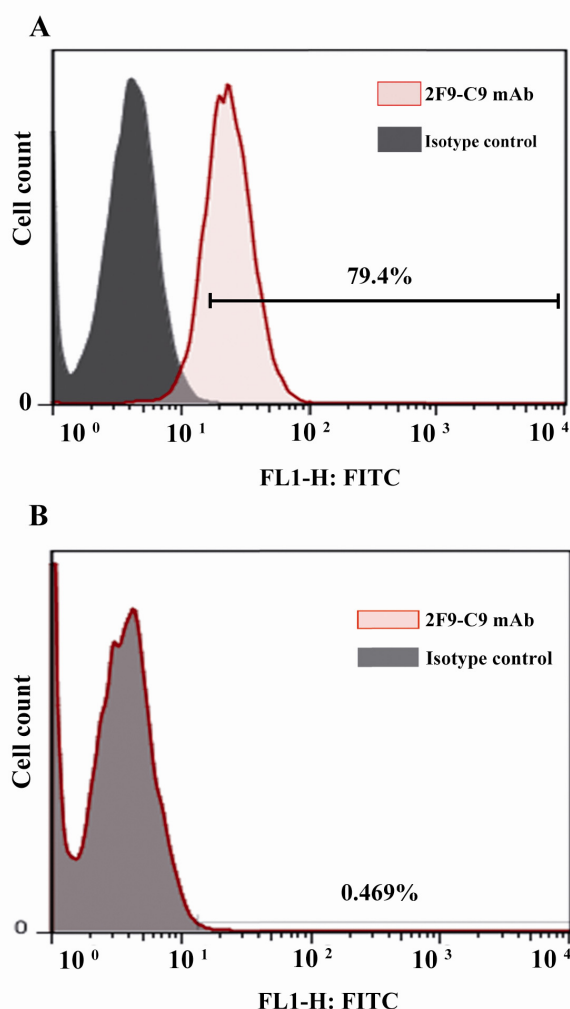 A
Cell count
2F9-C9 mAb
Isotype control
79.4%
0
10 0 10 1 10 2 10 3 10 4
FL1-H: FITC
B
Cell count
2F9-C9 mAb
Isotype control
0.469%
0
10 0 10 1 10 2 10 3 10 4
FL1-H: FITC